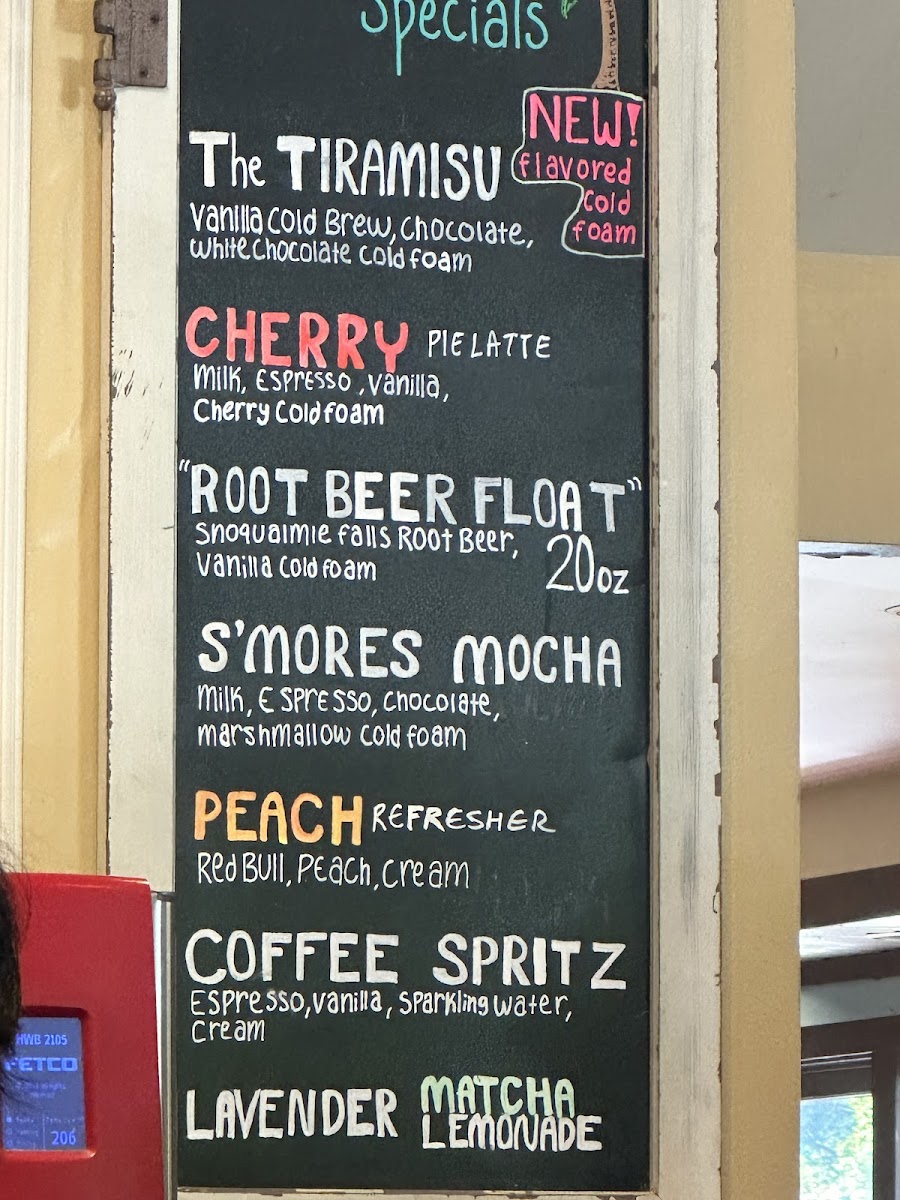 Specials
NEW!
flavored
cold
foam
The TIRAMISU
Vanilla Cold Brew, chocolate,
white chocolate cold foam
CHERRY PIE LATTE
Milk, Espresso, vanilla,
Cherry Cold foam
"ROOT BEER FLOAT"
Snoqualmie falls Root Beer,
Vanilla cold foam
20oz
S'MORES MOCHA
Milk, Espresso, chocolate,
marshmallow cold foam
PEACH REFRESHER
Red Bull, Peach, cream
COFFEE SPRITZ
Espresso, vanilla, sparkling water,
cream
LAVENDER MATCHA
LEMONADE
HWB 2105
FETCO
206